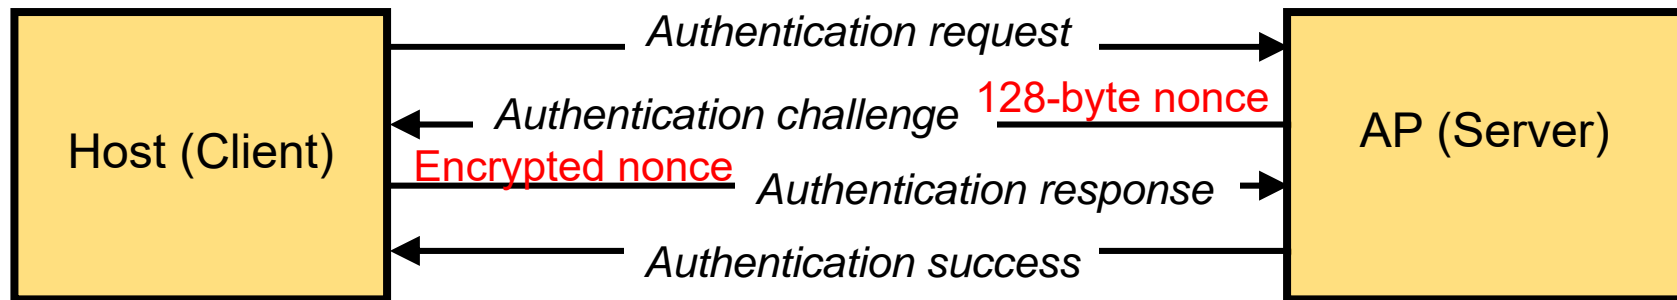 Authentication request
128-byte nonce
Authentication challenge
Host (Client)
AP (Server)
Encrypted nonce
Authentication response
Authentication success